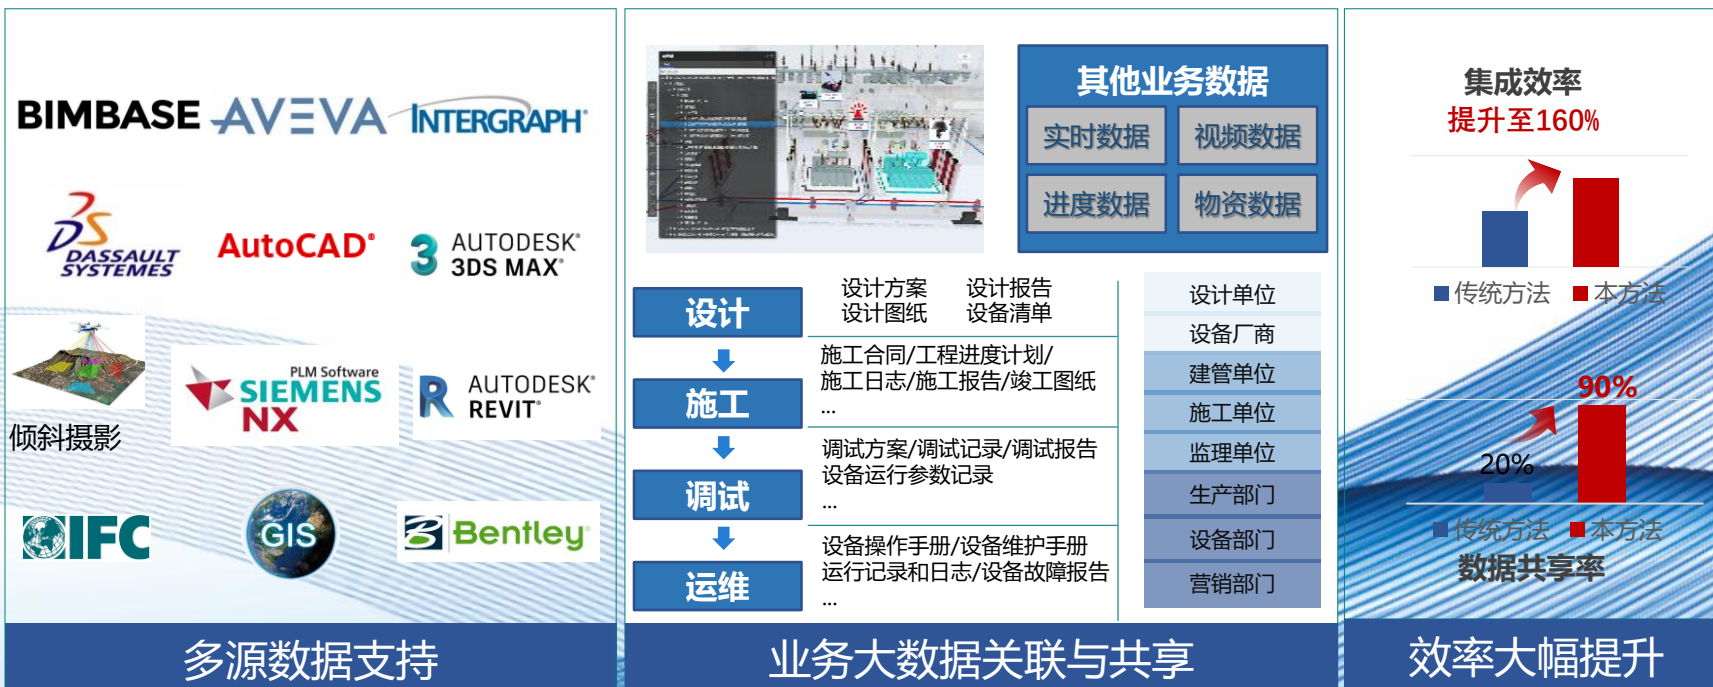 BIMBASE
AVEVA
INTERGRAPH®
DASSAULT
SYSTEMES
AutoCAD®
3
AUTODESK®
3DS MAX®
倾斜摄影
PLM Software
SIEMENS
NX
R
AUTODESK®
REVIT®
IFC
GIS
B
Bentley®
多源数据支持
其他业务数据
实时数据
视频数据
进度数据
物资数据
设计
设计方案 设计报告
设计图纸 设备清单
施工
施工合同/工程进度计划/
施工日志/施工报告/竣工图纸
...
调试
调试方案/调试记录/调试报告
设备运行参数记录
...
运维
设备操作手册/设备维护手册
运行记录和日志/设备故障报告
...
设计单位
设备厂商
建管单位
施工单位
监理单位
生产部门
设备部门
营销部门
业务大数据关联与共享
集成效率
提升至160%
传统方法 本方法
90%
20%
传统方法 本方法
数据共享率
效率大幅提升